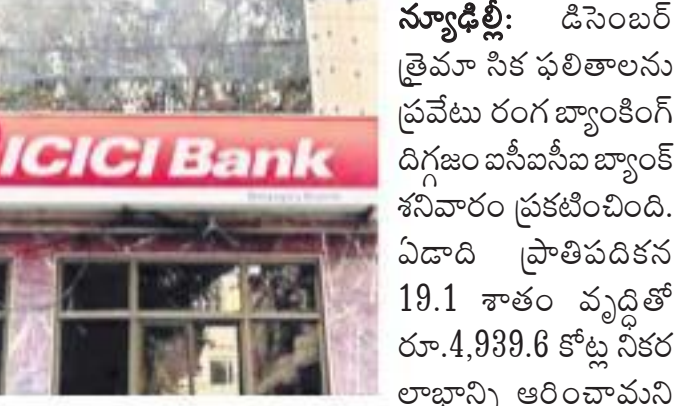 ICICI Bank
న్యూఢిల్లీ: డిసెంబర్
త్రైమా సిక ఫలితాలను
ప్రవేటు రంగ బ్యాంకింగ్
దిగ్గజం ఐసీఐసీఐ బ్యాంక్
శనివారం ప్రకటించింది.
ఏడాది ప్రాతిపదికన
19.1 శాతం వృద్ధితో
రూ.4,939.6 కోట్ల నికర
లాభాన్ని ఆర్జించామని